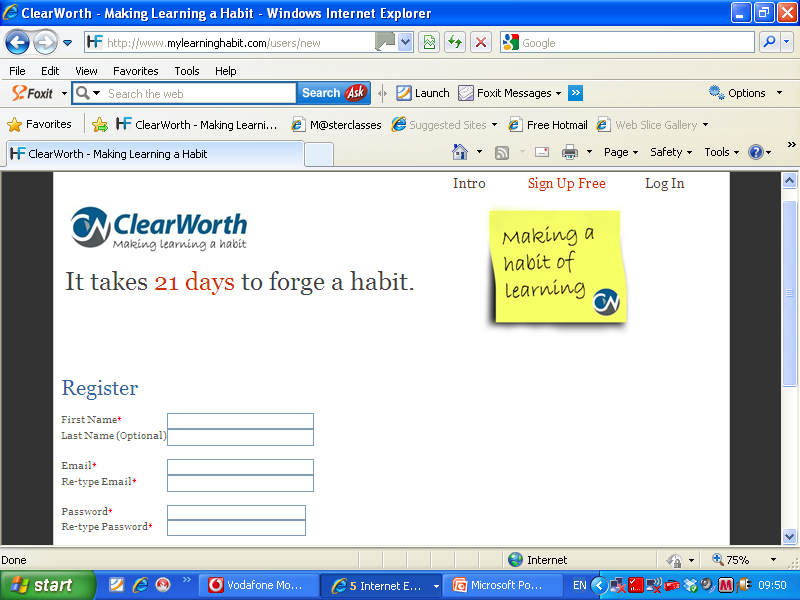 ClearWorth - Making Learning a Habit - Windows Internet Explorer
http://www.mylearninghabit.com/users/new
Google
File Edit View Favorites Tools Help
Foxit Search the web Search Ask Launch Foxit Messages » Options
Favorites ClearWorth - Making Learni... M@sterclasses Suggested Sites Free Hotmail Web Slice Gallery
ClearWorth - Making Learning a Habit Page Safety Tools »
Intro Sign Up Free Log In
ClearWorth
Making learning a habit
Making a
habit of
learning
It takes 21 days to forge a habit.
Register
First Name*
Last Name (Optional)
Email*
Re-type Email*
Password*
Re-type Password*
Done Internet 75%
start » Vodafone Mo... 5 Internet E... Microsoft Po... EN 09:50